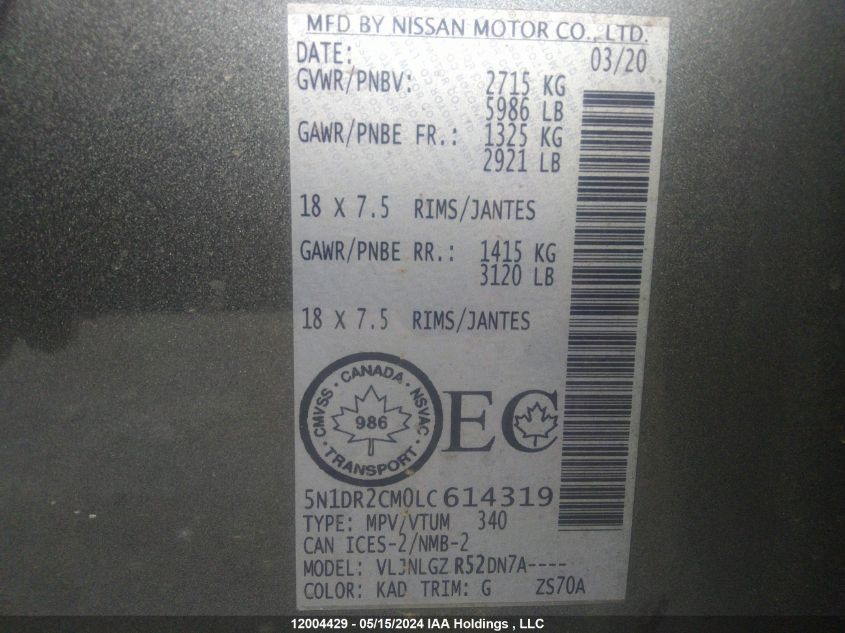 MFD BY NISSAN MOTOR CO., LTD.
DATE: 03/20
GVWR/PNBV: 2715 KG
5986 LB
GAWR/PNBE FR.: 1325 KG
2921 LB
18 X 7.5 RIMS/JANTES
GAWR/PNBE RR.: 1415 KG
3120 LB
18 X 7.5 RIMS/JANTES
CMVSS · CANADA · NSVAC · TRANSPORT ·
986
EC
5N1DR2CM0LC614319
TYPE: MPV/VTUM 340
CAN ICES-2/NMB-2
MODEL: VLJNLGZ R52DN7A----
COLOR: KAD TRIM: G ZS70A
12004429 - 05/15/2024 IAA Holdings , LLC